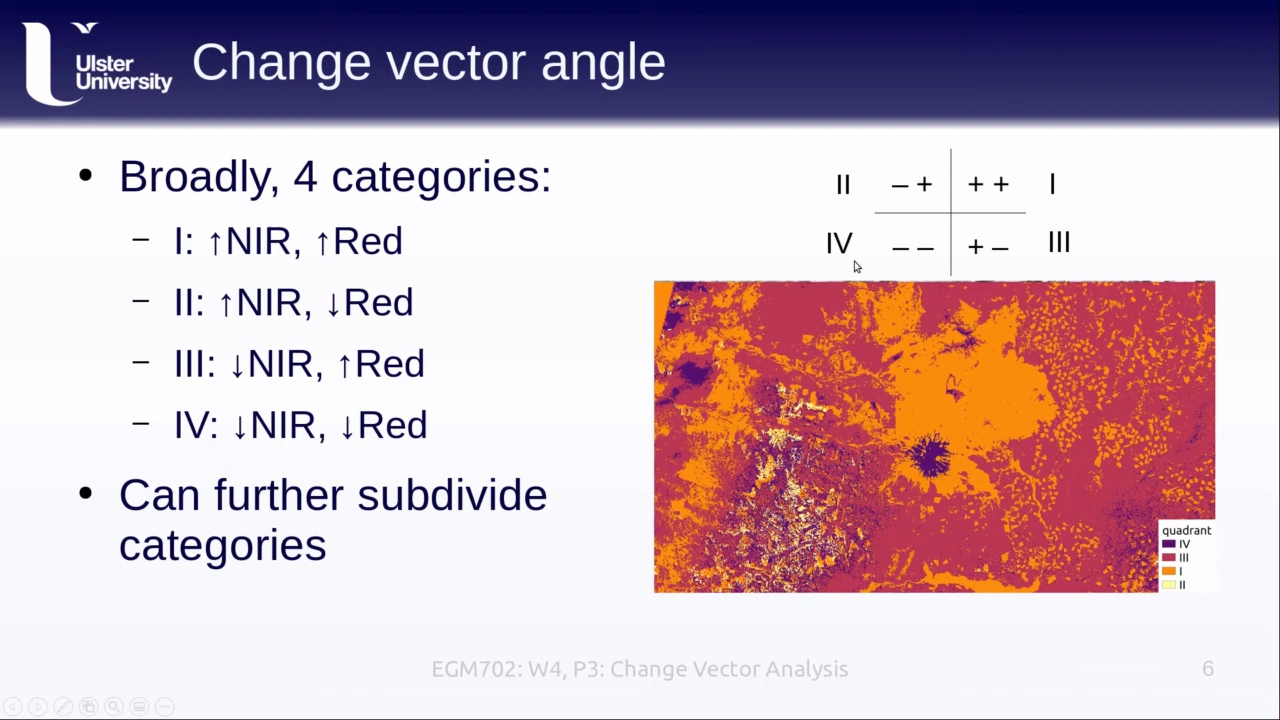 Ulster
University
Change vector angle
• Broadly, 4 categories:
– I: ↑NIR, ↑Red
– II: ↑NIR, ↓Red
– III: ↓NIR, ↑Red
– IV: ↓NIR, ↓Red
• Can further subdivide
categories
II – + + + I
IV – – + – III
quadrant
IV
III
I
II
EGM702: W4, P3: Change Vector Analysis
6